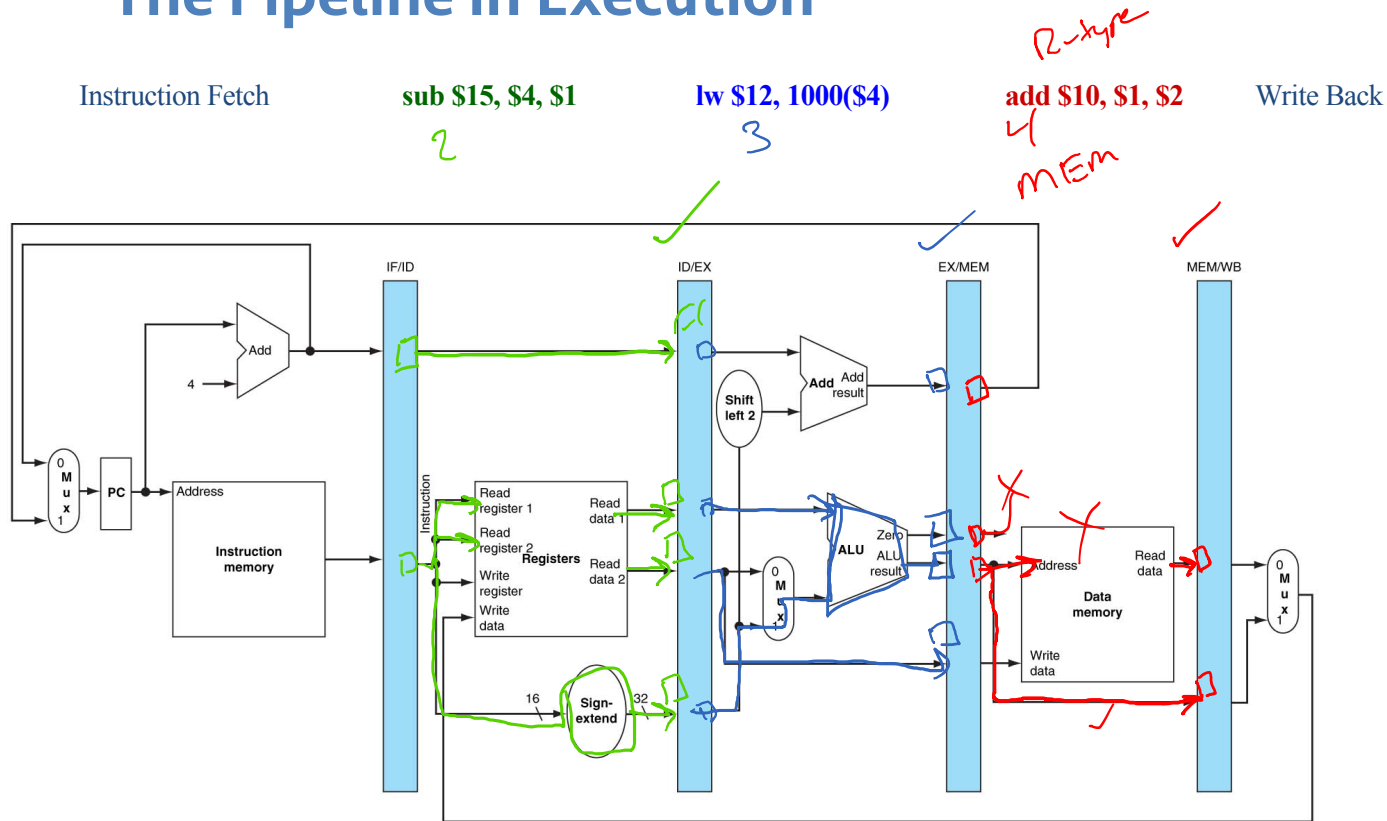 The Pipeline in Execution
R-type
Instruction Fetch
sub $15, $4, $1
lw $12, 1000($4)
add $10, $1, $2
Write Back
2
3
4
MEM
IF/ID
ID/EX
EX/MEM
MEM/WB
Add
4
Shift
left 2
Add
Add
result
0
M
u
x
1
PC
Address
Instruction
memory
Instruction
Read
register 1
Read
register 2
Write
register
Write
data
Registers
Read
data 1
Read
data 2
16
Sign-
extend
32
0
M
u
x
1
ALU
Zero
ALU
result
Address
Read
data
Data
memory
Write
data
0
M
u
x
1